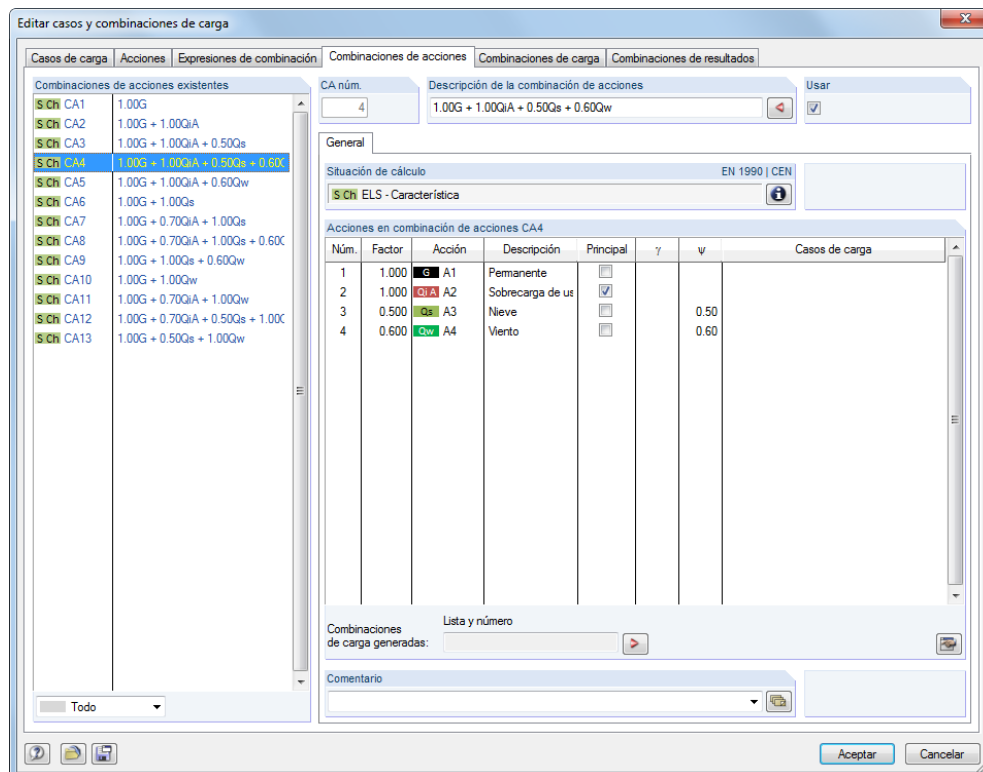 Editar casos y combinaciones de carga
Casos de carga Acciones Expresiones de combinación Combinaciones de acciones Combinaciones de carga Combinaciones de resultados
Combinaciones de acciones existentes
S Ch CA1 1.00G
S Ch CA2 1.00G + 1.00QiA
S Ch CA3 1.00G + 1.00QiA + 0.50Qs
S Ch CA4 1.00G + 1.00QiA + 0.50Qs + 0.60C
S Ch CA5 1.00G + 1.00QiA + 0.60Qw
S Ch CA6 1.00G + 1.00Qs
S Ch CA7 1.00G + 0.70QiA + 1.00Qs
S Ch CA8 1.00G + 0.70QiA + 1.00Qs + 0.60C
S Ch CA9 1.00G + 1.00Qs + 0.60Qw
S Ch CA10 1.00G + 1.00Qw
S Ch CA11 1.00G + 0.70QiA + 1.00Qw
S Ch CA12 1.00G + 0.70QiA + 0.50Qs + 1.00C
S Ch CA13 1.00G + 0.50Qs + 1.00Qw
Todo
CA núm.
4
Descripción de la combinación de acciones
1.00G + 1.00QiA + 0.50Qs + 0.60Qw
Usar
General
Situación de cálculo EN 1990 | CEN
S Ch ELS - Característica
Acciones en combinación de acciones CA4
Núm. Factor Acción Descripción Principal γ ψ Casos de carga
1 1.000 G A1 Permanente
2 1.000 Qi A A2 Sobrecarga de us
3 0.500 Qs A3 Nieve 0.50
4 0.600 Qw A4 Viento 0.60
Lista y número
Combinaciones
de carga generadas:
Comentario
Aceptar Cancelar